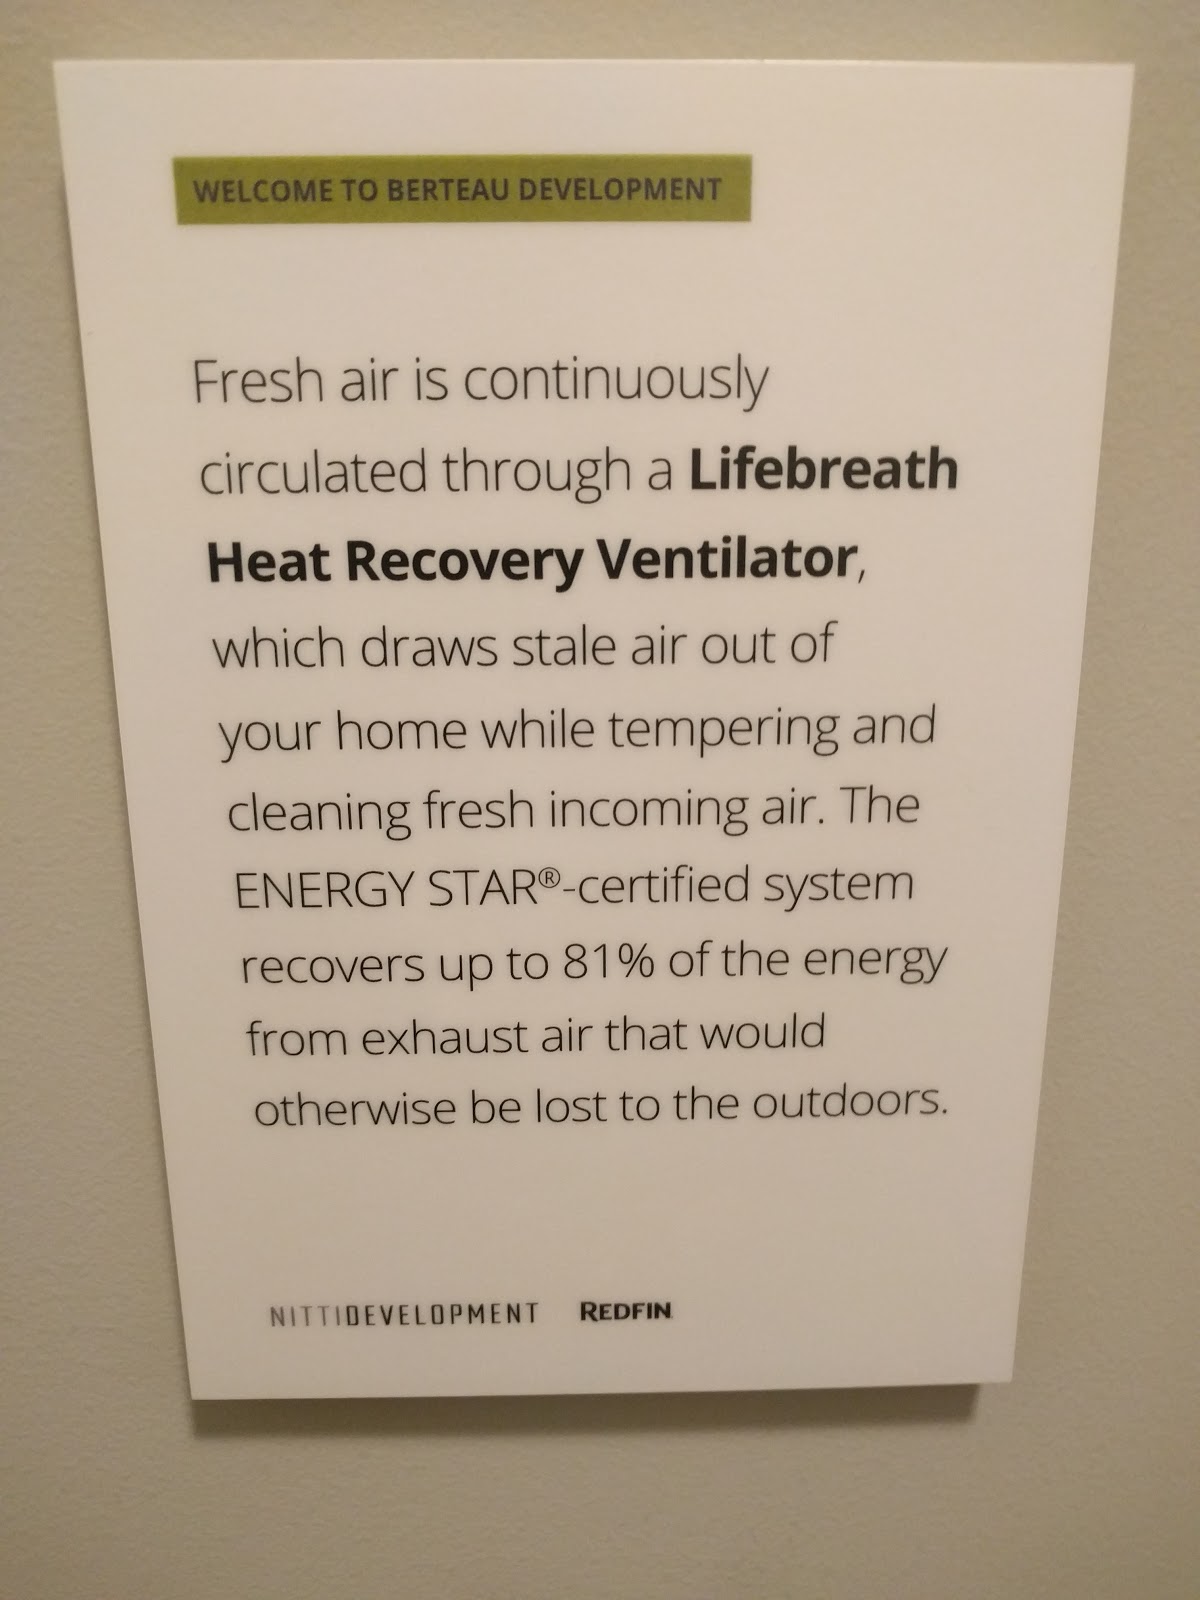 WELCOME TO BERTEAU DEVELOPMENT
Fresh air is continuously
circulated through a Lifebreath
Heat Recovery Ventilator,
which draws stale air out of
your home while tempering and
cleaning fresh incoming air. The
ENERGY STAR®-certified system
recovers up to 81% of the energy
from exhaust air that would
otherwise be lost to the outdoors.
NITTIDEVELOPMENT REDFIN